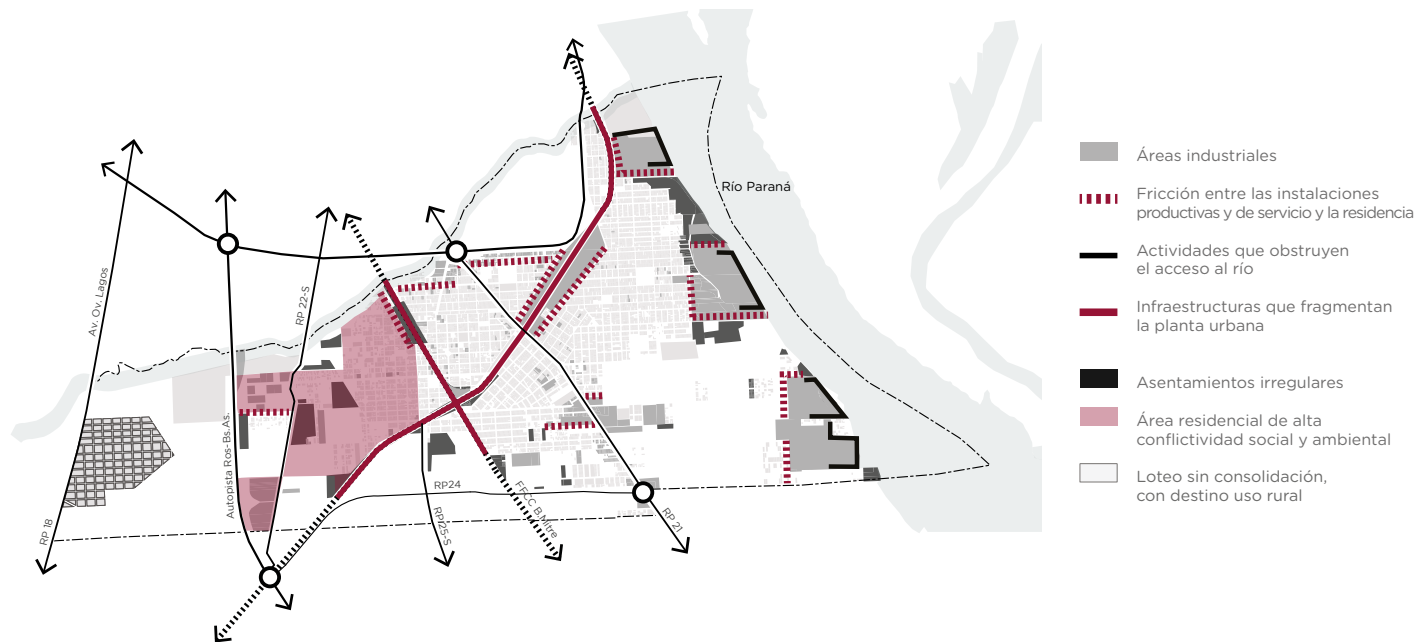 Río Paraná
Av. Ov. Lagos
RP 18
Autopista Ros-Bs.As.
RP 22-S
RP24
RP 25-S
FFCC B.Mitre
RP 21
Áreas industriales
Fricción entre las instalaciones
productivas y de servicio y la residencia
Actividades que obstruyen
el acceso al río
Infraestructuras que fragmentan
la planta urbana
Asentamientos irregulares
Área residencial de alta
conflictividad social y ambiental
Loteo sin consolidación,
con destino uso rural